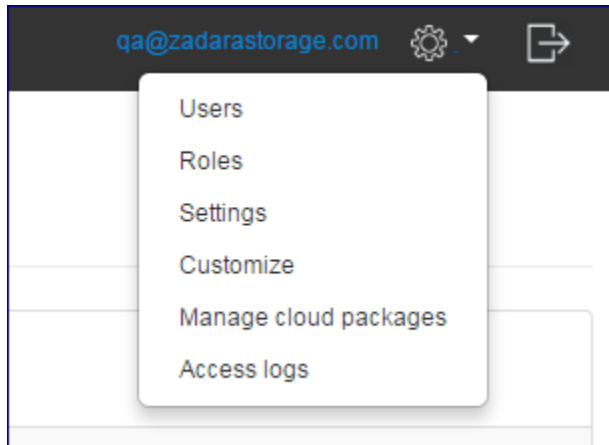 qa@zadarastorage.com
Users
Roles
Settings
Customize
Manage cloud packages
Access logs